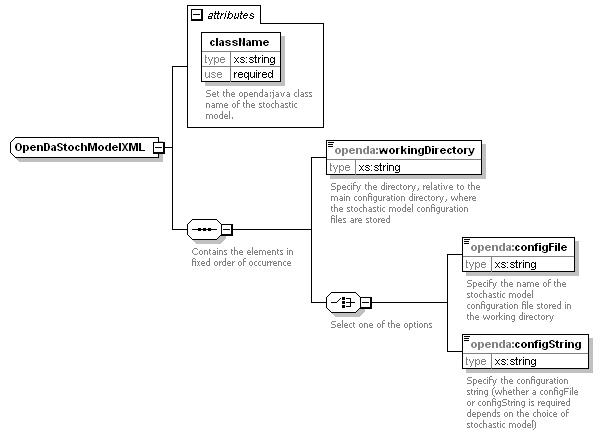 attributes
className
type xs:string
use required
Set the openda:java class
name of the stochastic
model.
OpenDaStochModelXML
openda:workingDirectory
type xs:string
Specify the directory, relative to the
main configuration directory, where
the stochastic model configuration
files are stored
Contains the elements in
fixed order of occurrence
openda:configFile
type xs:string
Specify the name of the
stochastic model
configuration file stored in
the working directory
Select one of the options
openda:configString
type xs:string
Specify the configuration
string (whether a configFile
or configString is required
depends on the choice of
stochastic model)